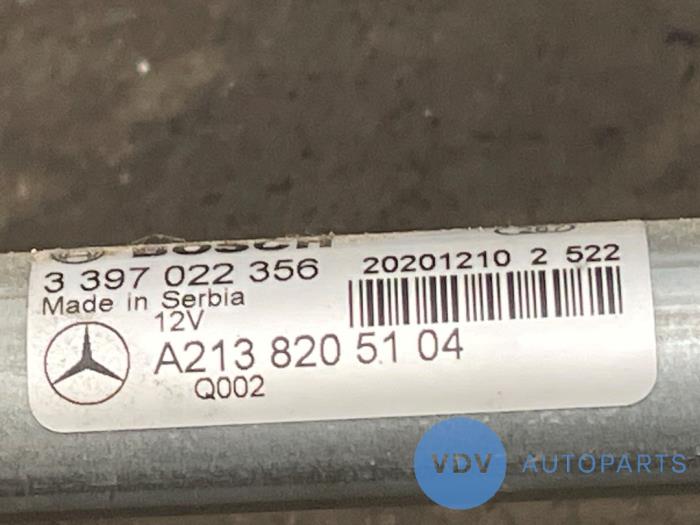 BOSCH
3 397 022 356
20201210 2 522
Made in Serbia
12V
A213 820 51 04
Q002
VDV AUTOPARTS